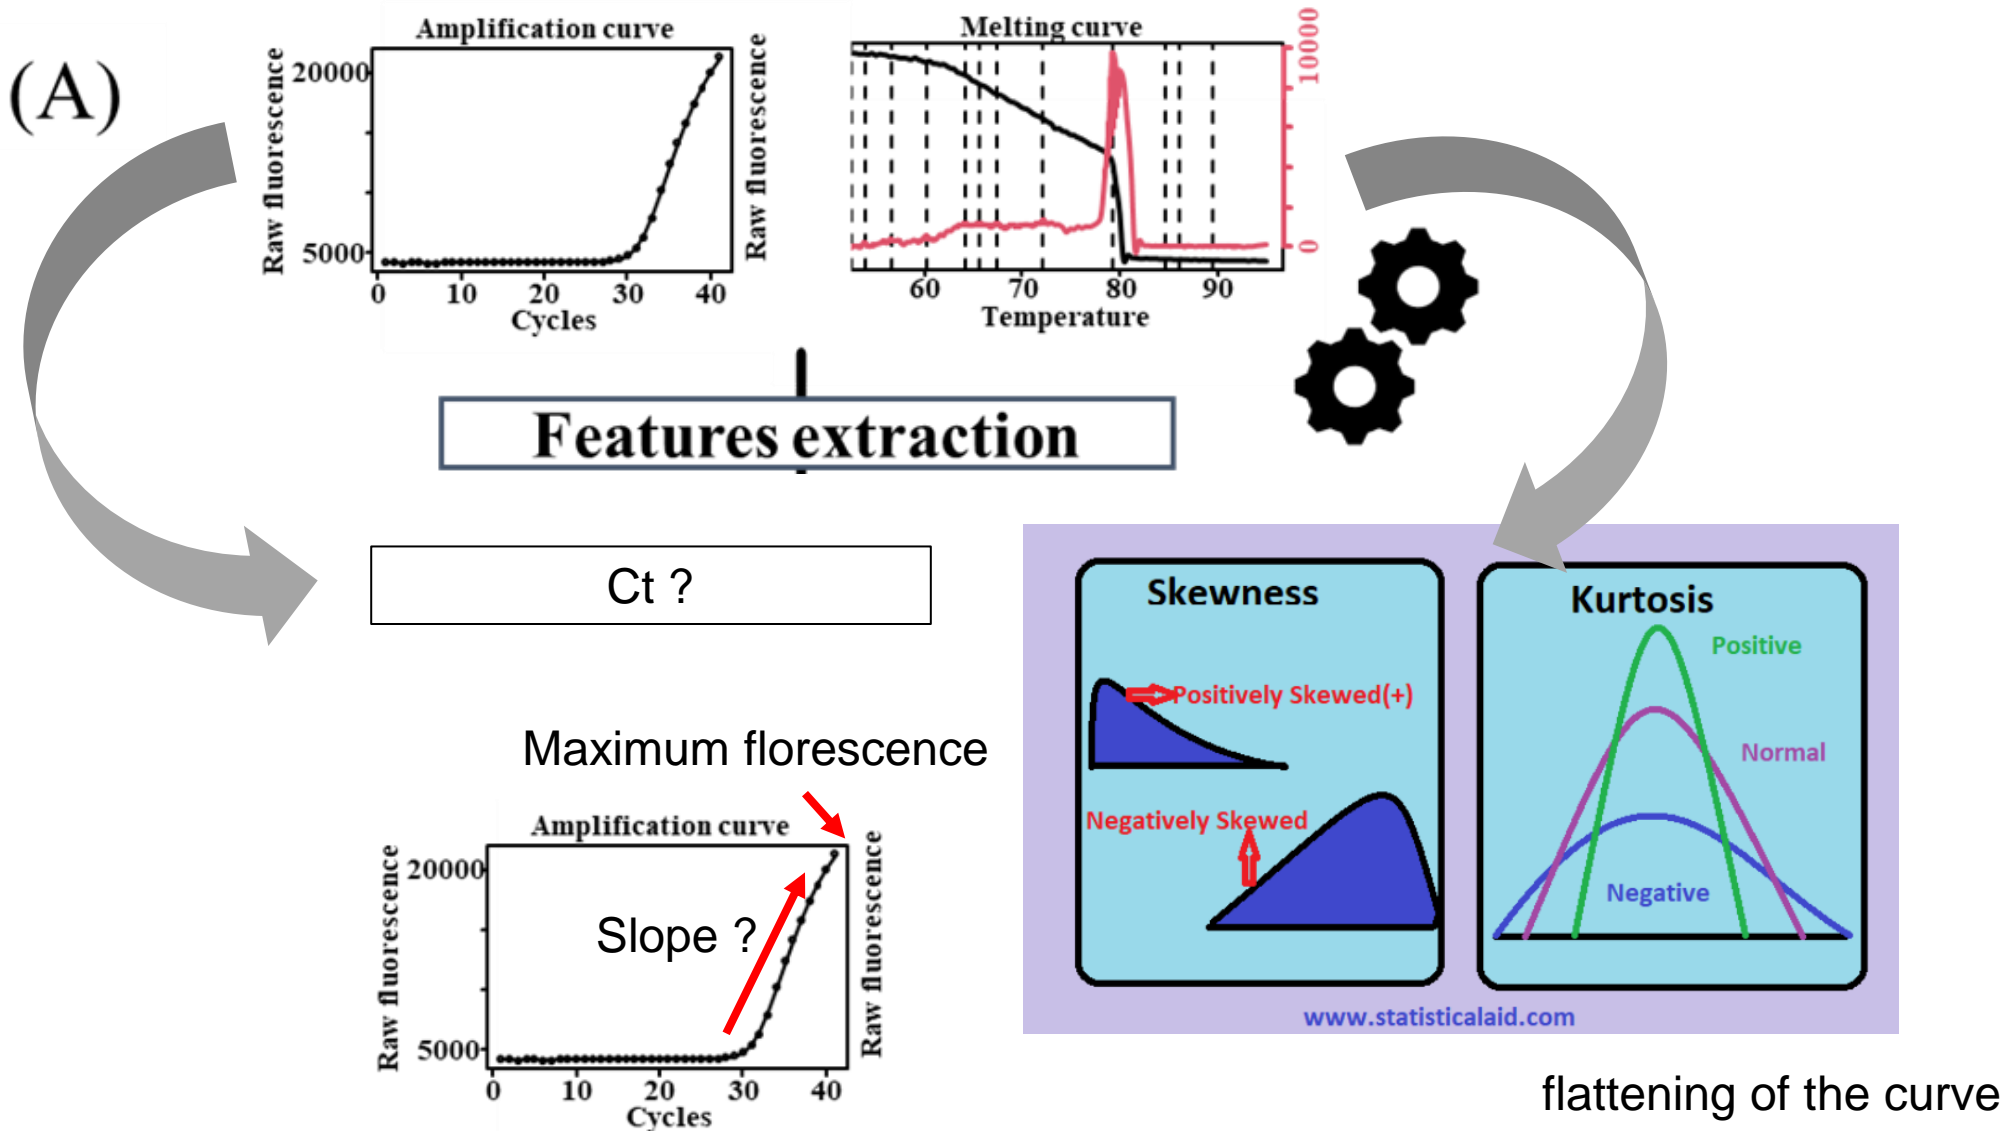 (A)
Amplification curve
Raw fluorescence
20000
5000
0 10 20 30 40
Cycles
Raw fluorescence
Melting curve
10000
0
60 70 80 90
Temperature
Features extraction
Ct ?
Maximum florescence
Amplification curve
Raw fluorescence
20000
5000
Slope ?
0 10 20 30 40
Cycles
Raw fluorescence
Skewness
Positively Skewed(+)
Negatively Skewed
Kurtosis
Positive
Normal
Negative
www.statisticalaid.com
flattening of the curve